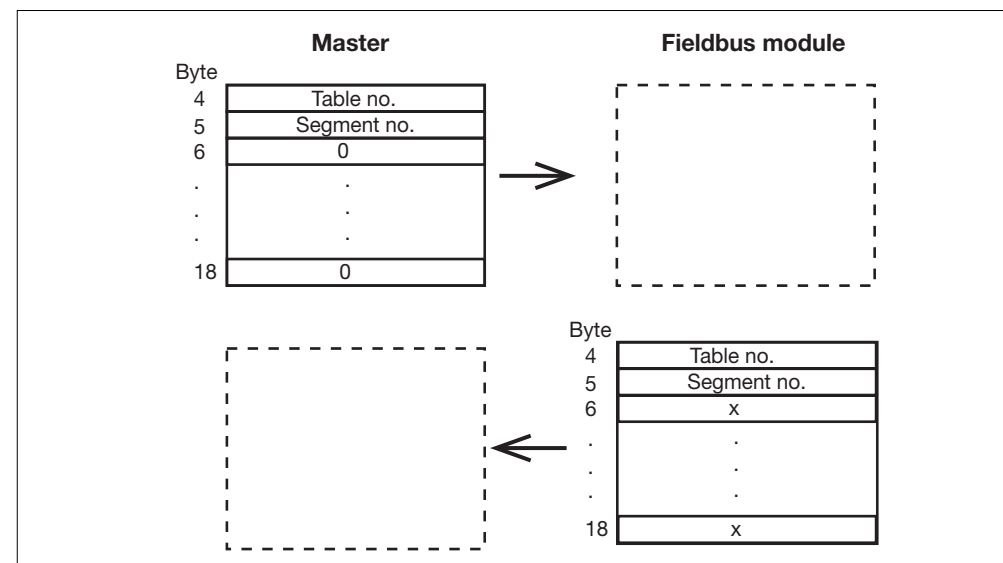 Master Fieldbus module
Byte
4 Table no.
5 Segment no.
6 0
. .
. .
. .
18 0
Byte
4 Table no.
5 Segment no.
6 x
. .
. .
. .
18 x